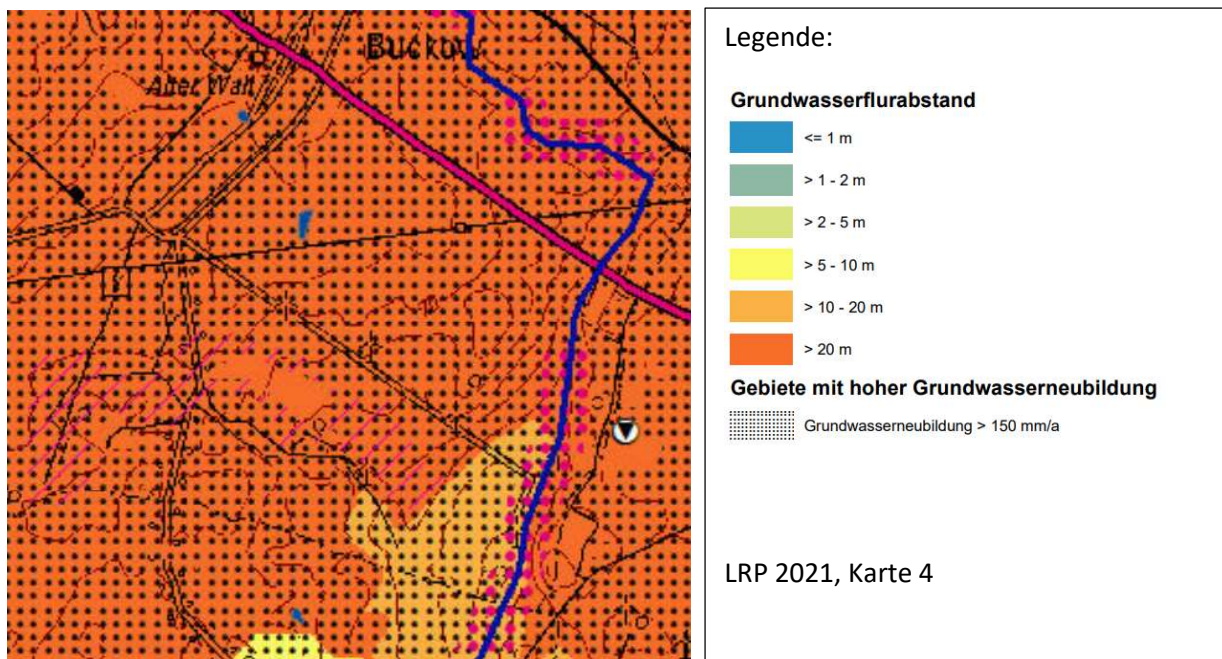 Buckow
Alter Wall
Legende:
Grundwasserflurabstand
<= 1 m
> 1 - 2 m
> 2 - 5 m
> 5 - 10 m
> 10 - 20 m
> 20 m
Gebiete mit hoher Grundwasserneubildung
Grundwasserneubildung > 150 mm/a
LRP 2021, Karte 4